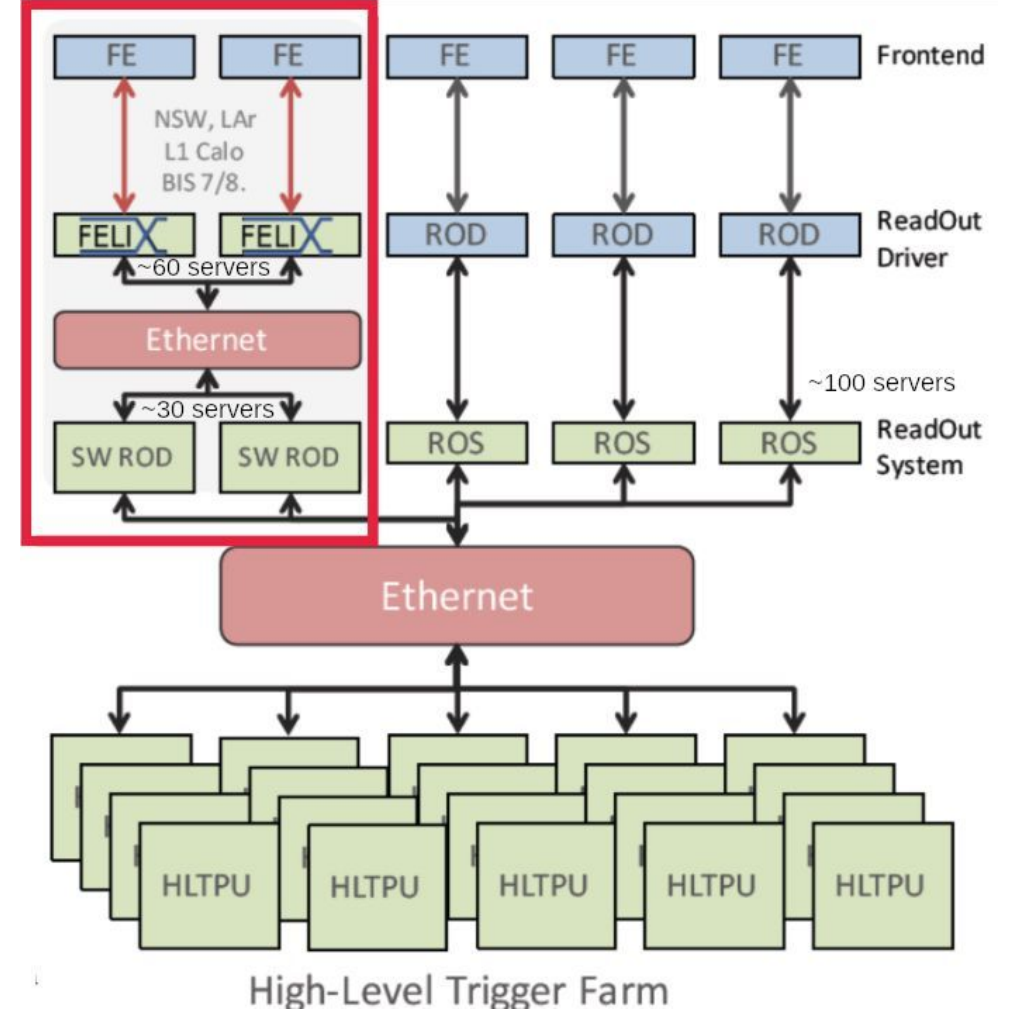 FE FE FE FE FE Frontend
NSW, LAr
L1 Calo
BIS 7/8.
FELIX FELIX ROD ROD ROD ReadOut
Driver
~60 servers
Ethernet
~100 servers
~30 servers
SW ROD SW ROD ROS ROS ROS ReadOut
System
Ethernet
HLTPU HLTPU HLTPU HLTPU HLTPU
High-Level Trigger Farm